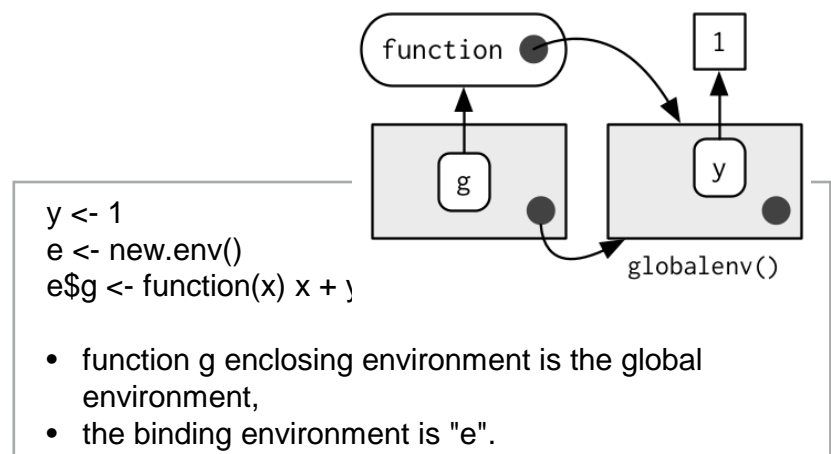 function
1
g
y
globalenv()
y <- 1
e <- new.env()
e$g <- function(x) x + y
• function g enclosing environment is the global
environment,
• the binding environment is "e".